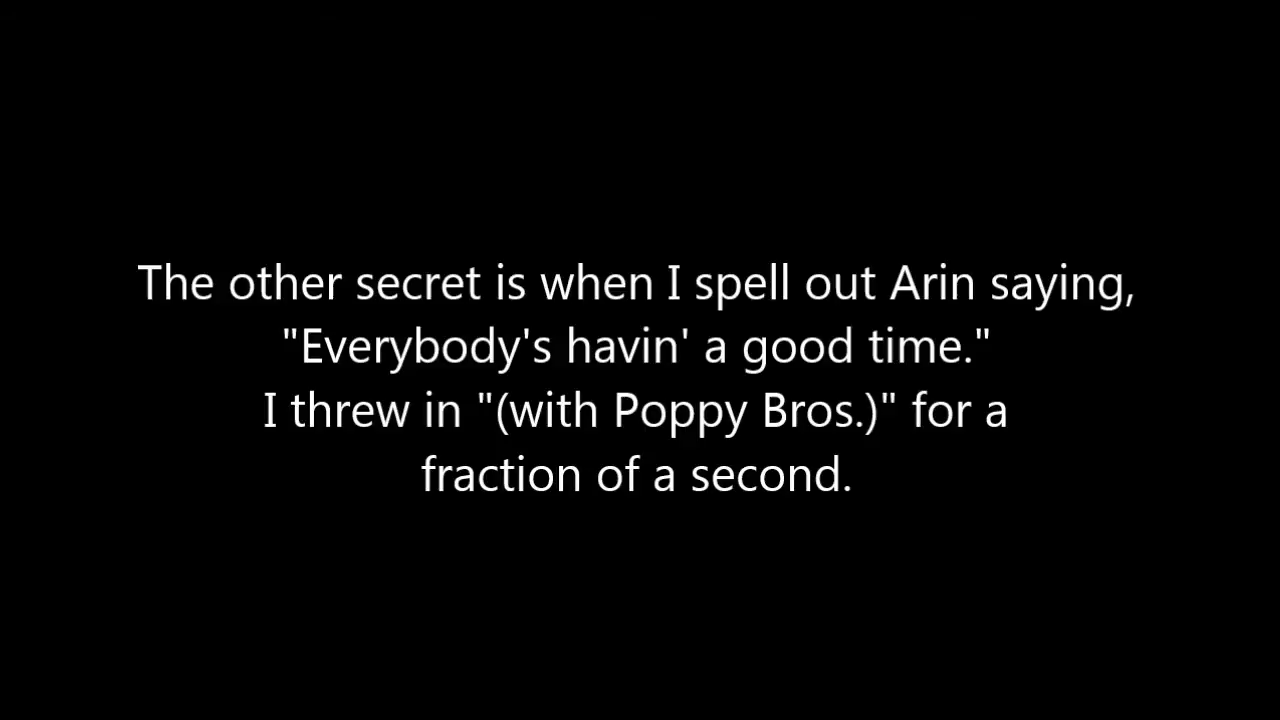 The other secret is when I spell out Arin saying,
"Everybody's havin' a good time."
I threw in "(with Poppy Bros.)" for a
fraction of a second.